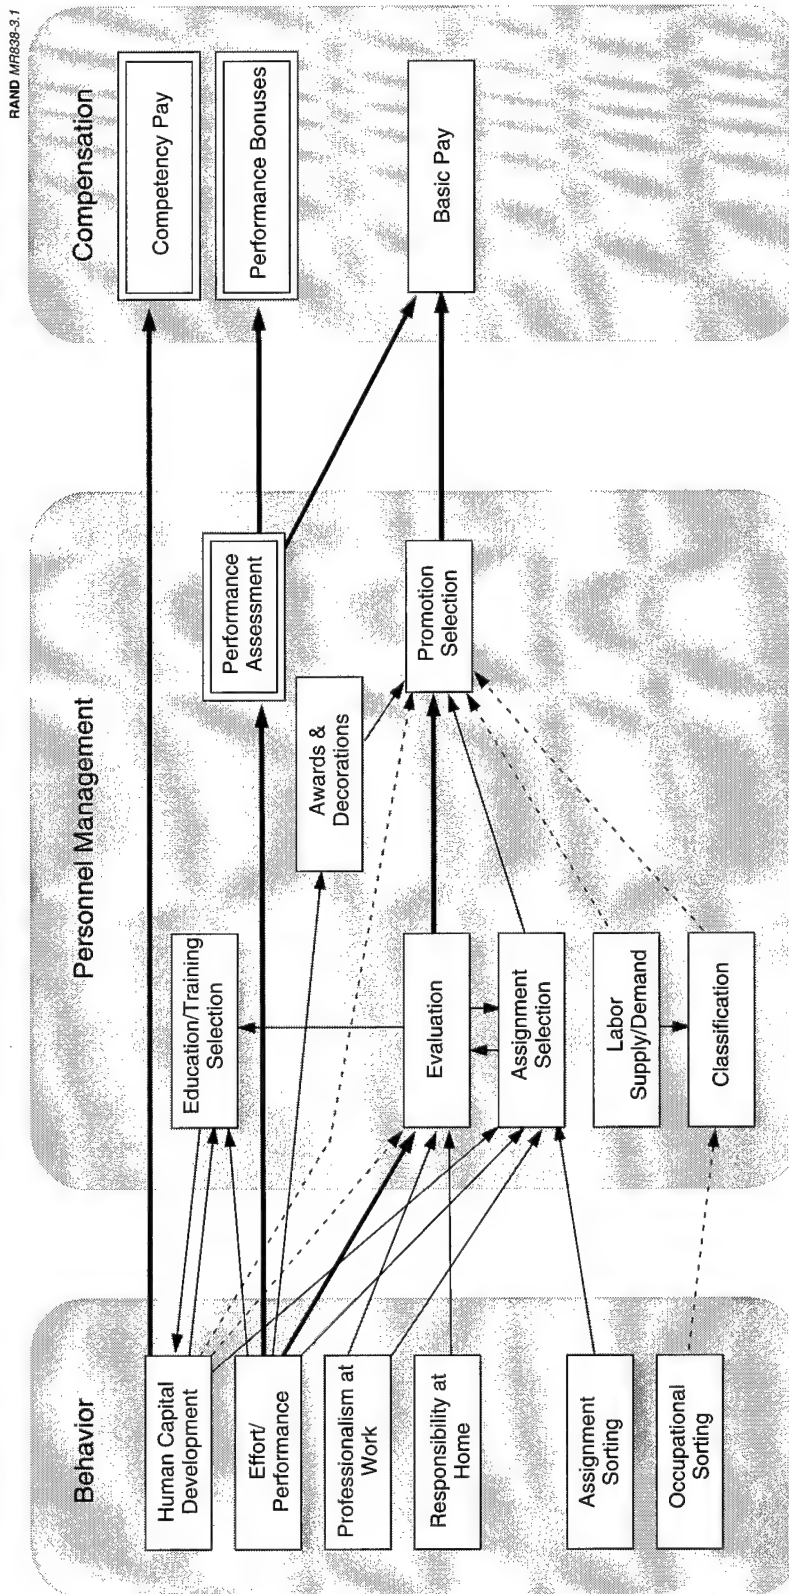 RAND MR838-3.1
Behavior
Personnel Management
Compensation
Human Capital
Development
Effort/
Performance
Professionalism at
Work
Responsibility at
Home
Assignment
Sorting
Occupational
Sorting
Education/Training
Selection
Awards &
Decorations
Performance
Assessment
Evaluation
Assignment
Selection
Promotion
Selection
Labor
Supply/Demand
Classification
Competency Pay
Performance Bonuses
Basic Pay